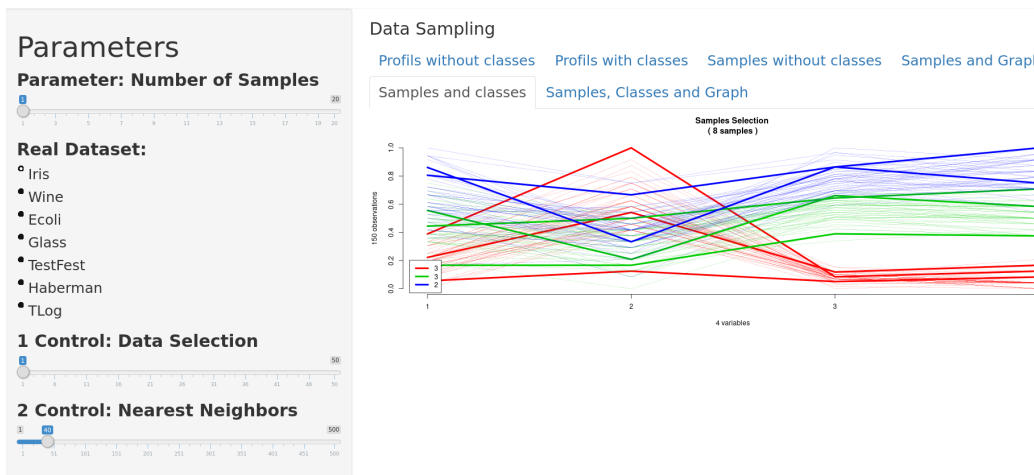 Parameters
Parameter: Number of Samples
1 20
1 3 5 7 9 11 13 15 17 19 20
Real Dataset:
Iris
Wine
Ecoli
Glass
TestFest
Haberman
TLog
1 Control: Data Selection
1 50
1 6 11 16 21 26 31 36 41 46 50
2 Control: Nearest Neighbors
1 40 500
1 51 101 151 201 251 301 351 401 451 500
Data Sampling
Profils without classes Profils with classes Samples without classes Samples and Grap
Samples and classes Samples, Classes and Graph
Samples Selection
( 8 samples )
150 observations
1.0
0.8
0.6
0.4
0.2
0.0
3
3
2
1 2 3
4 variables